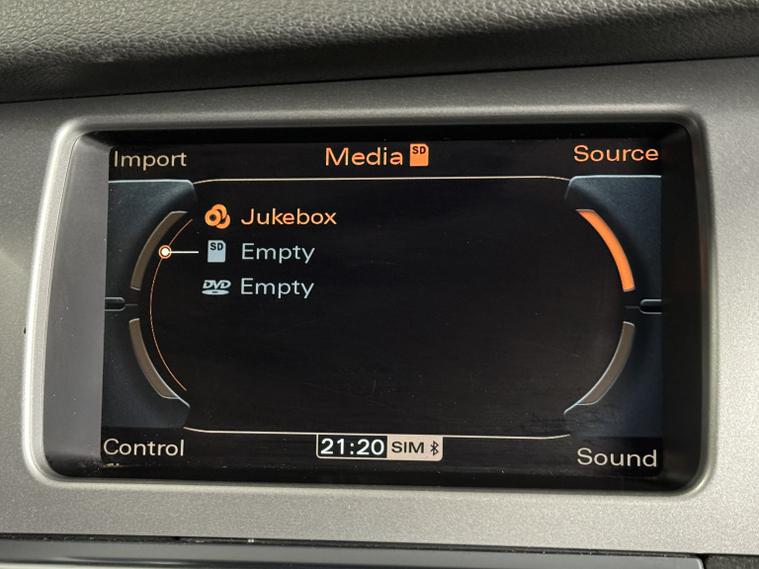 Import Media SD Source
Jukebox
SD Empty
DVD Empty
Control 21:20 SIM Sound